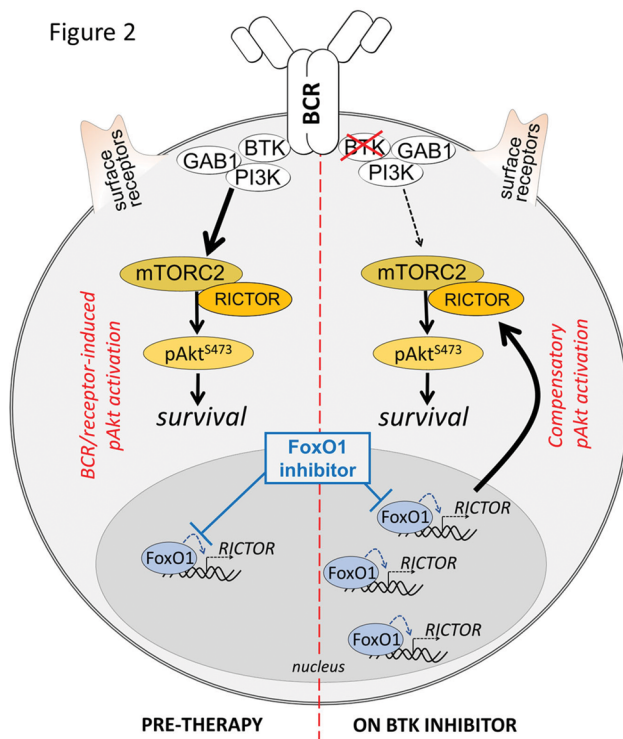 Figure 2
BCR
surface
receptors
GAB1
BTK
PI3K
BTK
GAB1
PI3K
surface
receptors
mTORC2
RICTOR
pAktS473
survival
BCR/receptor-induced
pAkt activation
mTORC2
RICTOR
pAktS473
survival
Compensatory
pAkt activation
FoxO1
inhibitor
FoxO1
RICTOR
FoxO1
RICTOR
FoxO1
RICTOR
FoxO1
RICTOR
nucleus
PRE-THERAPY
ON BTK INHIBITOR